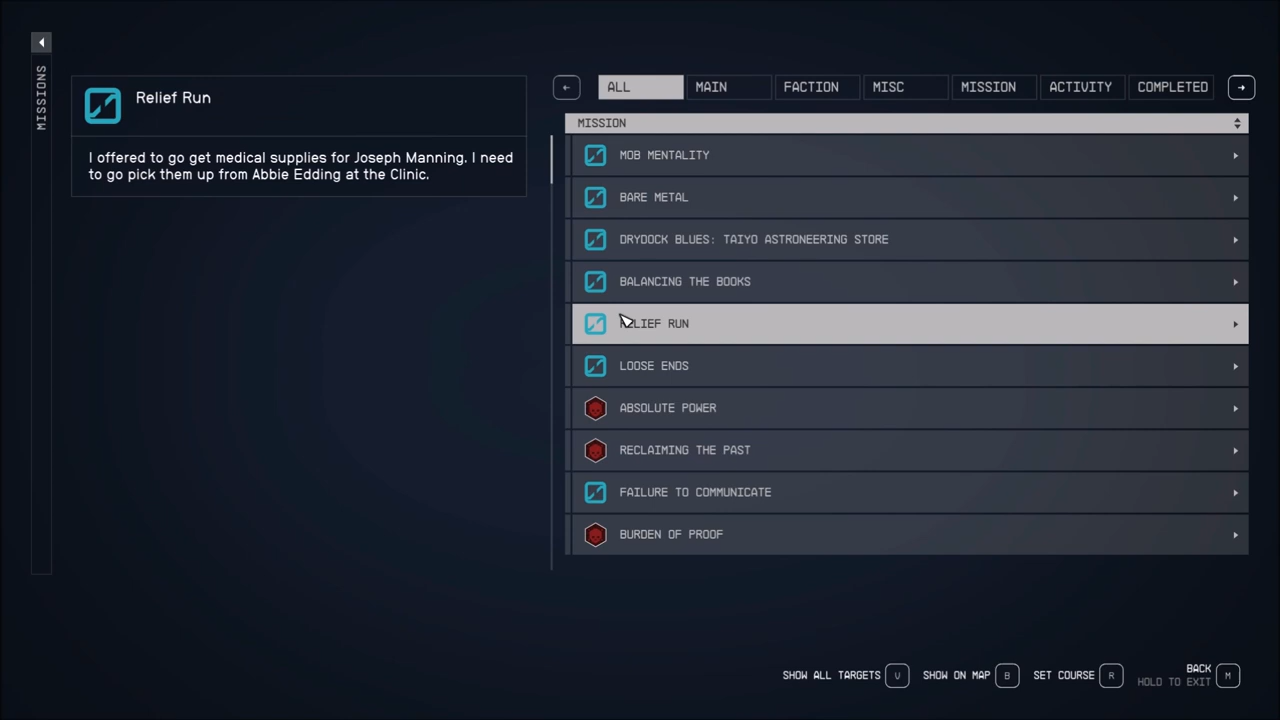 MISSIONS
Relief Run
I offered to go get medical supplies for Joseph Manning. I need
to go pick them up from Abbie Edding at the Clinic.
ALL MAIN FACTION MISC MISSION ACTIVITY COMPLETED
MISSION
MOB MENTALITY
BARE METAL
DRYDOCK BLUES: TAIYO ASTRONEERING STORE
BALANCING THE BOOKS
RELIEF RUN
LOOSE ENDS
ABSOLUTE POWER
RECLAIMING THE PAST
FAILURE TO COMMUNICATE
BURDEN OF PROOF
SHOW ALL TARGETS V SHOW ON MAP B SET COURSE R BACK M
HOLD TO EXIT